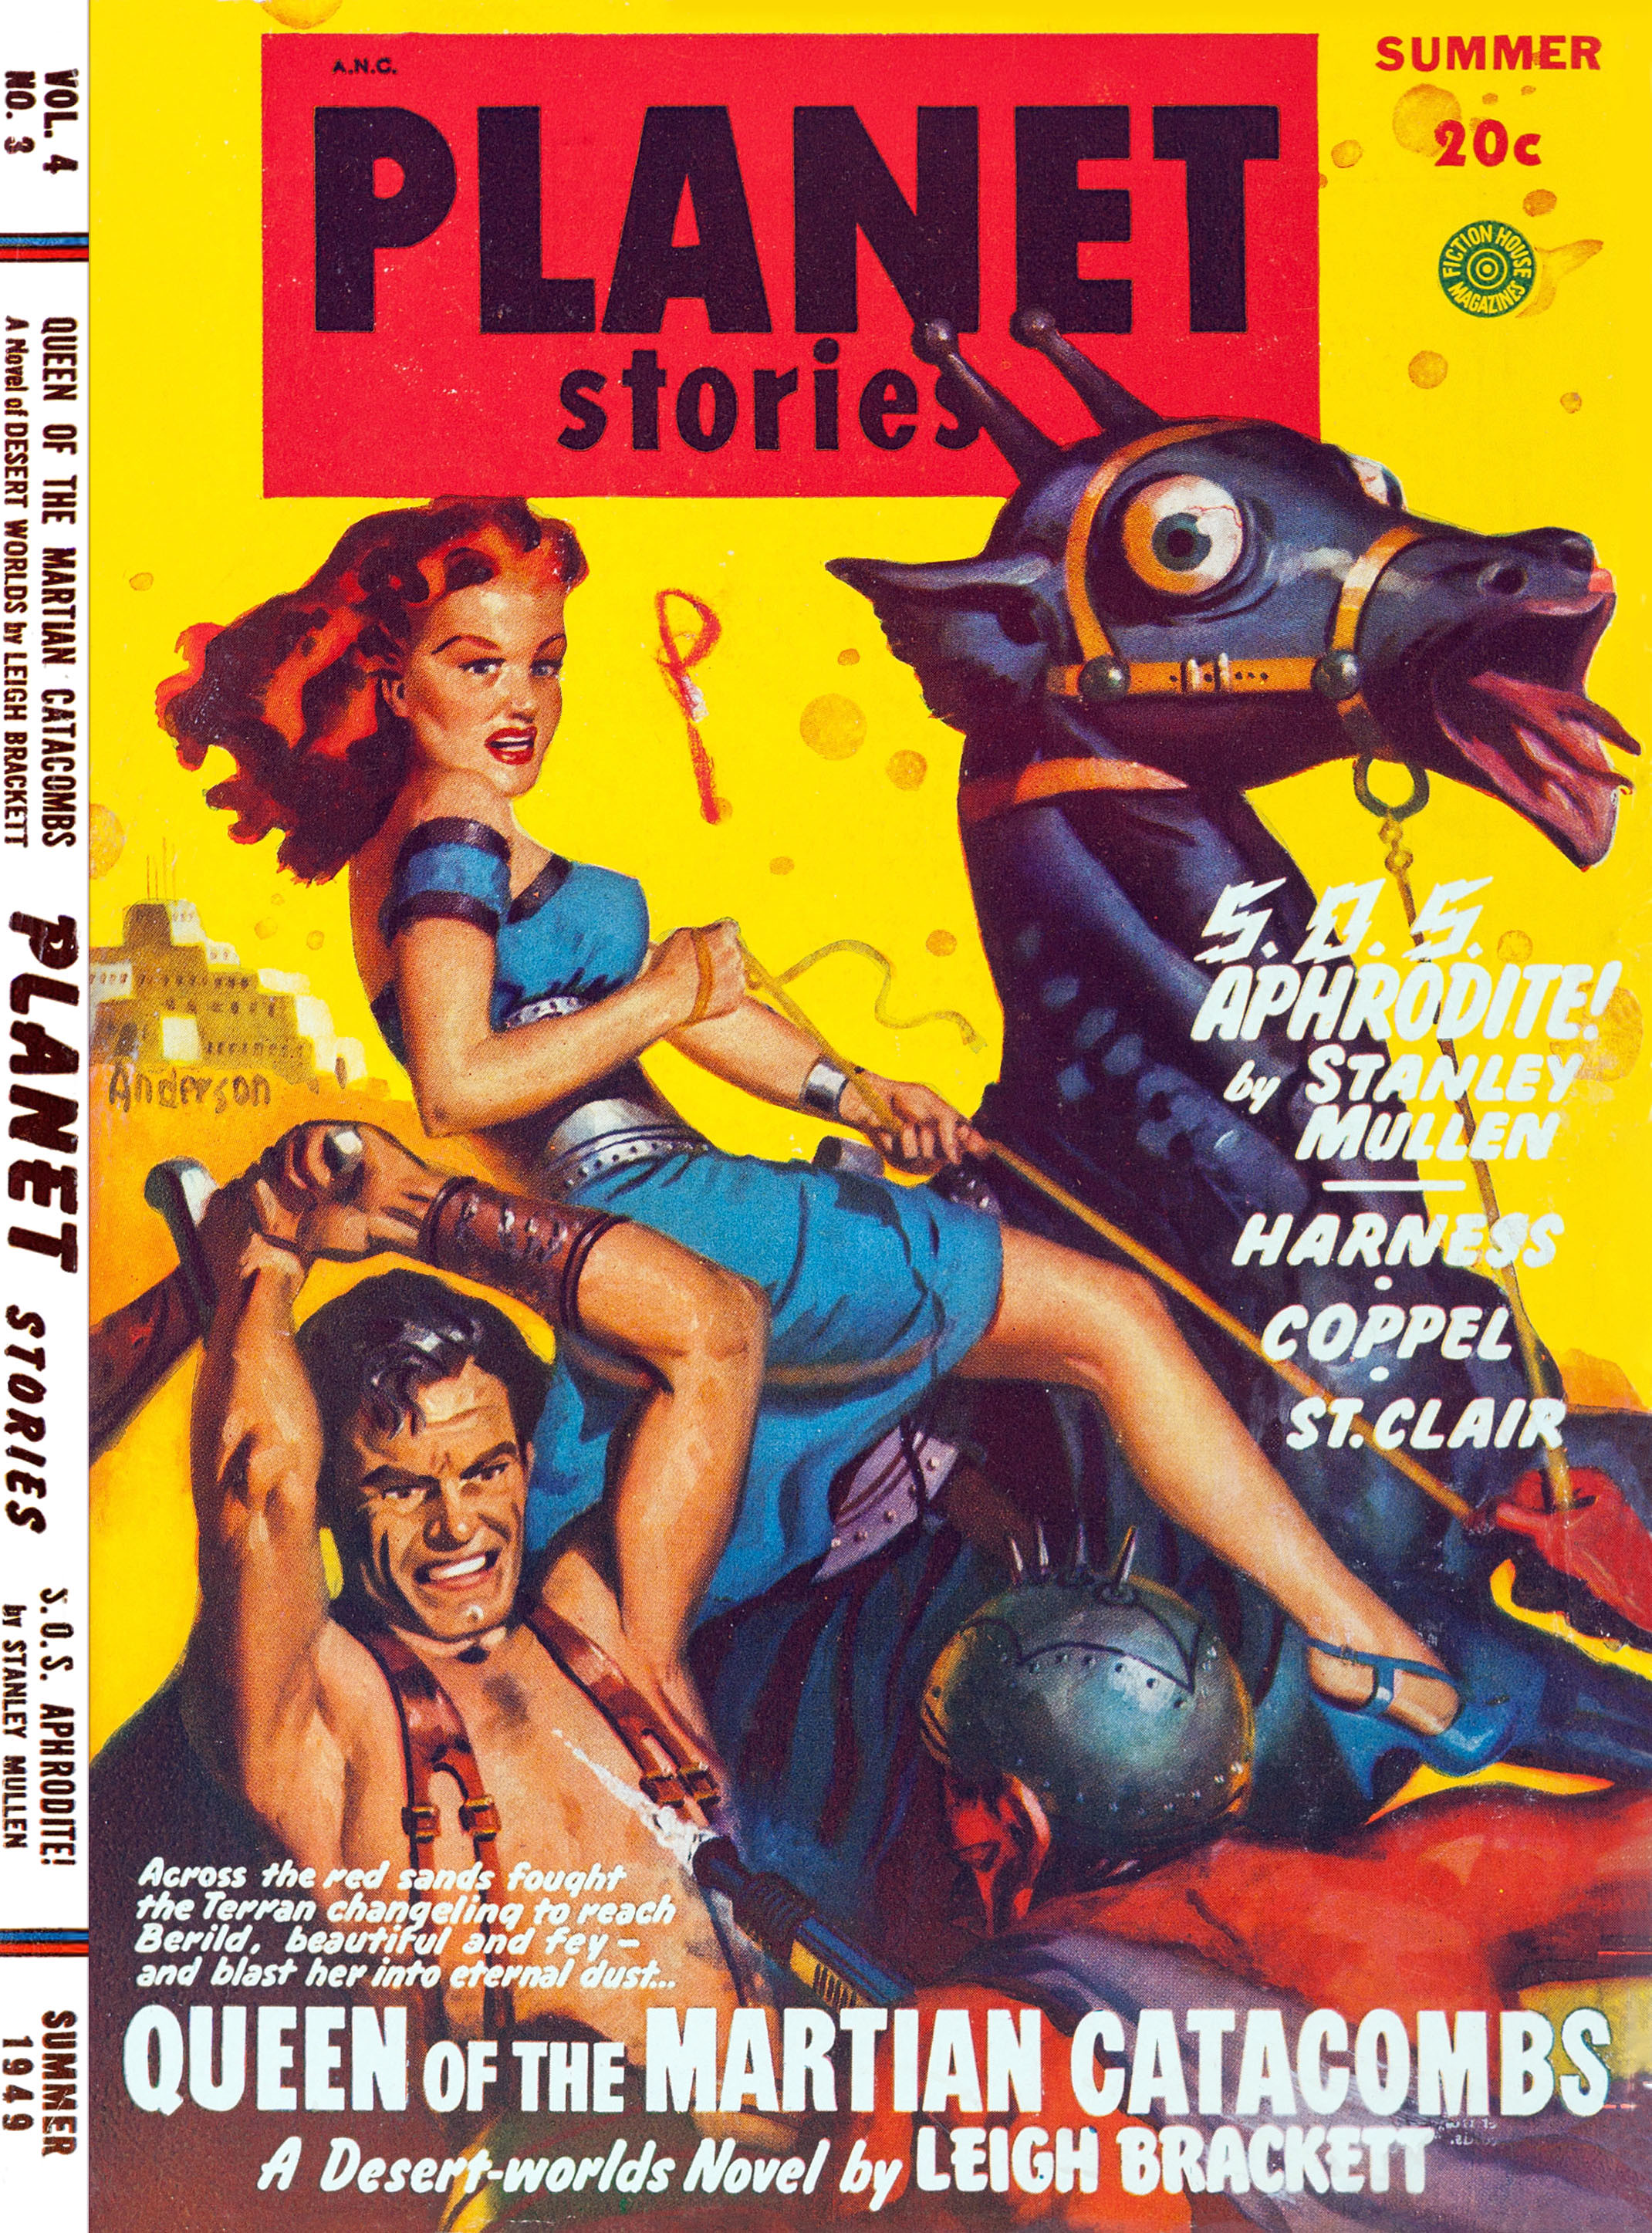 VOL. 4
NO. 3
QUEEN OF THE MARTIAN CATACOMBS
A Novel of DESERT WORLDS by LEIGH BRACKETT
PLANET STORIES
S.O.S. APHRODITE!
by STANLEY MULLEN
SUMMER
1949
A.N.C.
PLANET
stories
SUMMER
20c
FICTION HOUSE
MAGAZINES
P
Anderson
S.O.S.
APHRODITE!
by STANLEY
MULLEN
HARNESS
COPPEL
ST. CLAIR
Across the red sands fought
the Terran changeling to reach
Berild, beautiful and fey –
and blast her into eternal dust...
QUEEN OF THE MARTIAN CATACOMBS
A Desert-worlds Novel by LEIGH BRACKETT